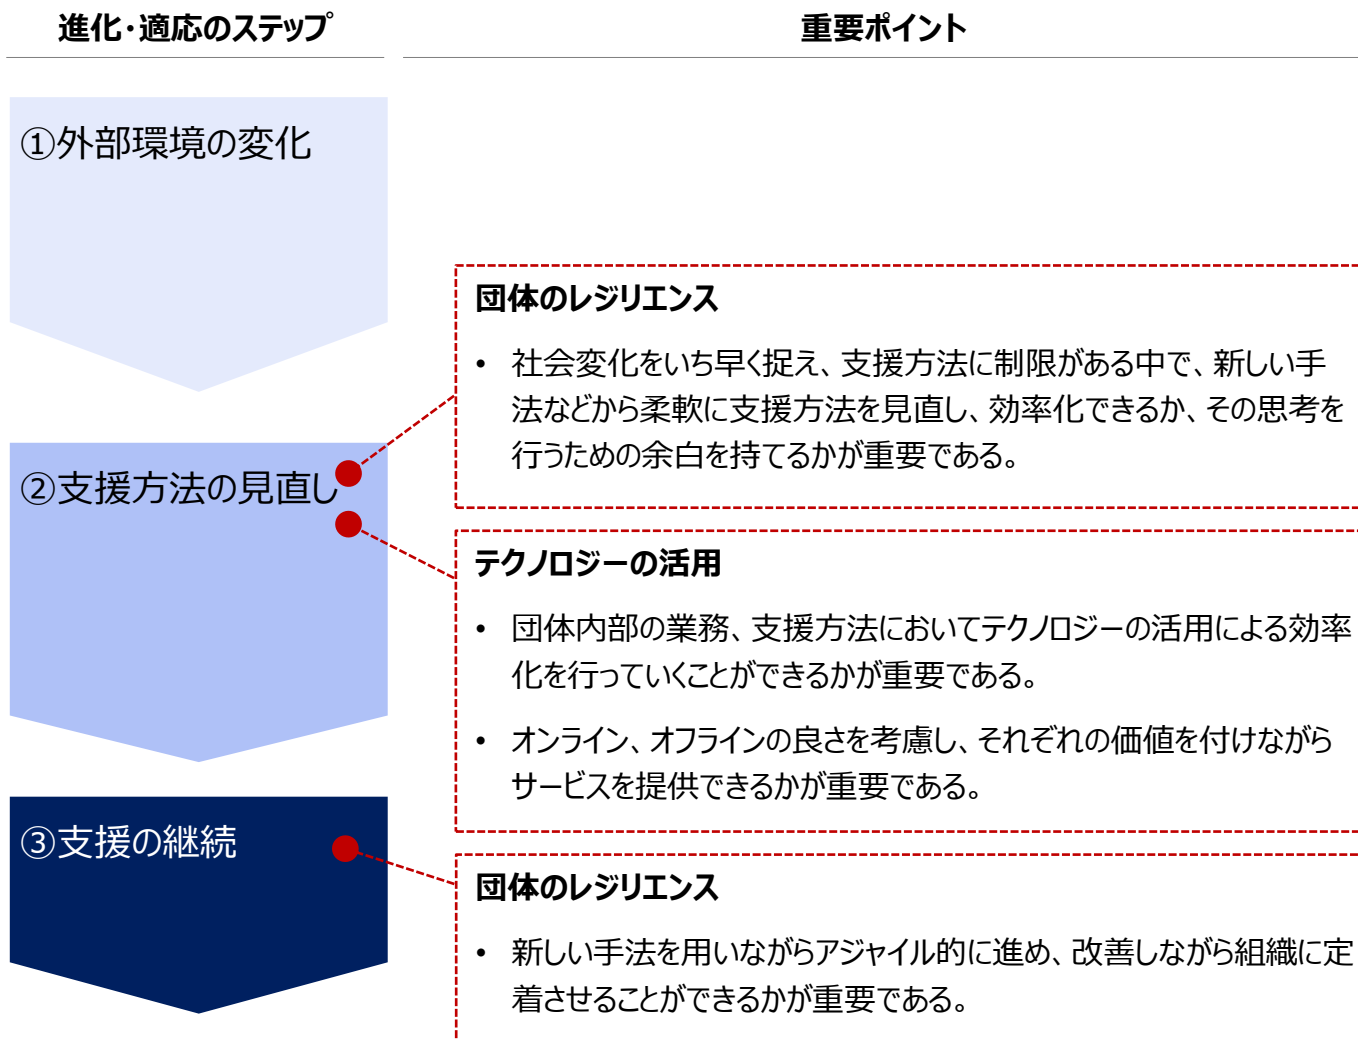 進化・適応のステップ
重要ポイント
①外部環境の変化
団体のレジリエンス
• 社会変化をいち早く捉え、支援方法に制限がある中で、新しい手
法などから柔軟に支援方法を見直し、効率化できるか、その思考を
行うための余白を持てるかが重要である。
②支援方法の見直し
テクノロジーの活用
• 団体内部の業務、支援方法においてテクノロジーの活用による効率
化を行っていくことができるかが重要である。
• オンライン、オフラインの良さを考慮し、それぞれの価値を付けながら
サービスを提供できるかが重要である。
③支援の継続
団体のレジリエンス
• 新しい手法を用いながらアジャイル的に進め、改善しながら組織に定
着させることができるかが重要である。